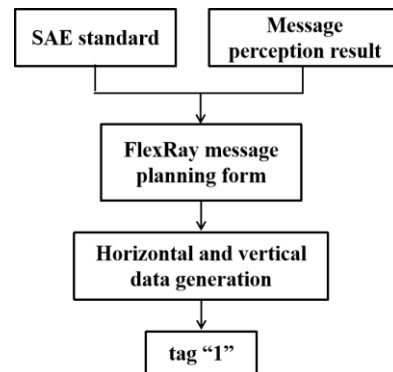 SAE standard
Message
perception result
FlexRay message
planning form
Horizontal and vertical
data generation
tag “1”